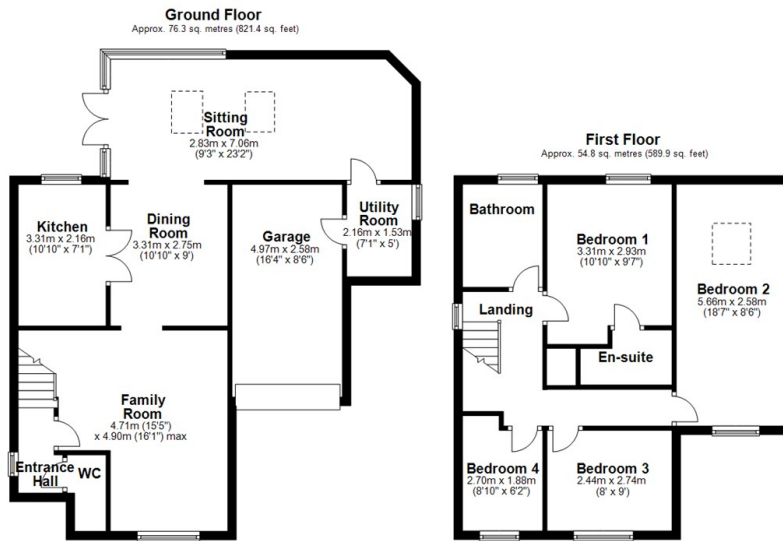 Ground Floor
Approx. 76.3 sq. metres (821.4 sq. feet)
Sitting
Room
2.83m x 7.06m
(9'3" x 23'2")
Kitchen
3.31m x 2.16m
(10'10" x 7'1")
Dining
Room
3.31m x 2.75m
(10'10" x 9')
Garage
4.97m x 2.58m
(16'4" x 8'6")
Utility
Room
2.16m x 1.53m
(7'1" x 5')
Family
Room
4.71m (15'5")
x 4.90m (16'1") max
Entrance
Hall
WC
First Floor
Approx. 54.8 sq. metres (589.9 sq. feet)
Bathroom
Bedroom 1
3.31m x 2.93m
(10'10" x 9'7")
Bedroom 2
5.66m x 2.58m
(18'7" x 8'6")
Landing
En-suite
Bedroom 4
2.70m x 1.88m
(8'10" x 6'2")
Bedroom 3
2.44m x 2.74m
(8' x 9')